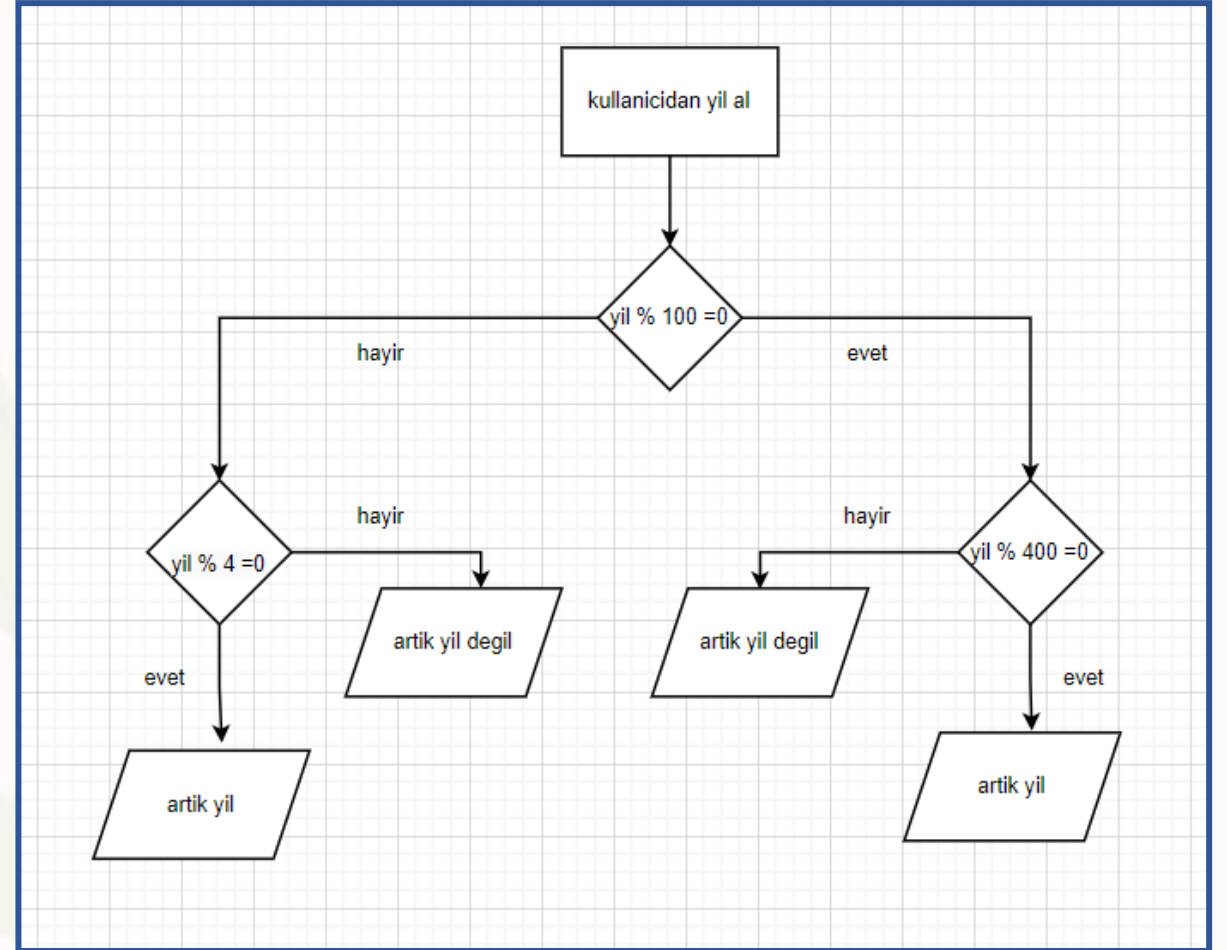 kullanicidan yil al
yil % 100 =0
hayir
evet
yil % 4 =0
hayir
hayir
yil % 400 =0
artik yil degil
artik yil degil
evet
evet
artik yil
artik yil